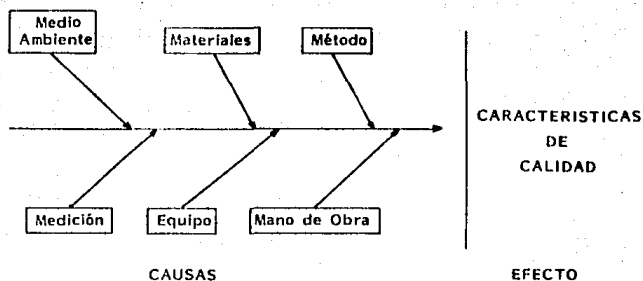 Medio
Ambiente
Materiales
Método
CARACTERISTICAS
DE
CALIDAD
Medición
Equipo
Mano de Obra
CAUSAS
EFECTO